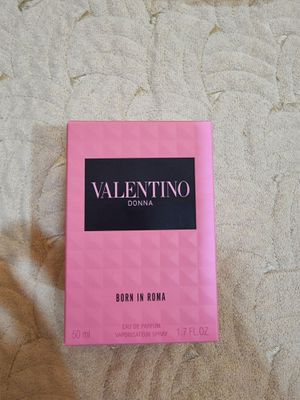 VALENTINO
DONNA
BORN IN ROMA
EAU DE PARFUM
50 ml VAPORISATEUR SPRAY 1.7 FL.OZ